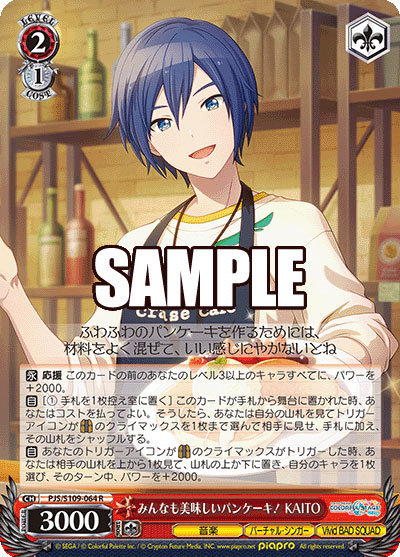 LEVEL
2
1
COST
SAMPLE
Crase Cafe
ふわふわのパンケーキを作るためには、
材料をよく混ぜて、いい感じにやかないとね
永 応援 このカードの前のあなたのレベル3以上のキャラすべてに、パワーを
+2000。
自 ［① 手札を1枚控え室に置く］ このカードが手札から舞台に置かれた時、あ
なたはコストを払ってよい。そうしたら、あなたは自分の山札を見てトリガー
アイコンがのクライマックスを1枚まで選んで相手に見せ、手札に加え、
その山札をシャッフルする。
自 あなたのトリガーアイコンがのクライマックスがトリガーした時、あな
たは相手の山札を上から1枚見て、山札の上か下に置き、自分のキャラを1枚
選び、そのターン中、パワーを+2000。
CH PJS/S109-064 R
みんなも美味しいパンケーキ! KAITO
COLORFUL STAGE!
3000
音楽
バーチャル・シンガー
Vivid BAD SQUAD
© SEGA / © Colorful Palette Inc. / © Crypton Future Media, INC. www.piapro.net piapro All rights reserved.